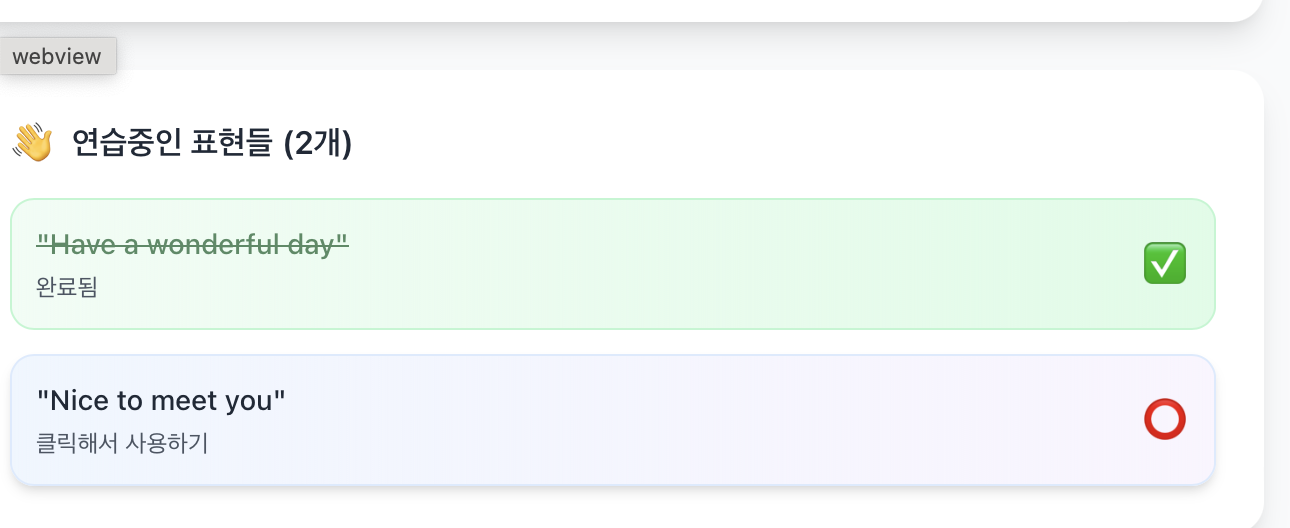 webview
👋 연습중인 표현들 (2개)
"Have a wonderful day"
완료됨
"Nice to meet you"
클릭해서 사용하기